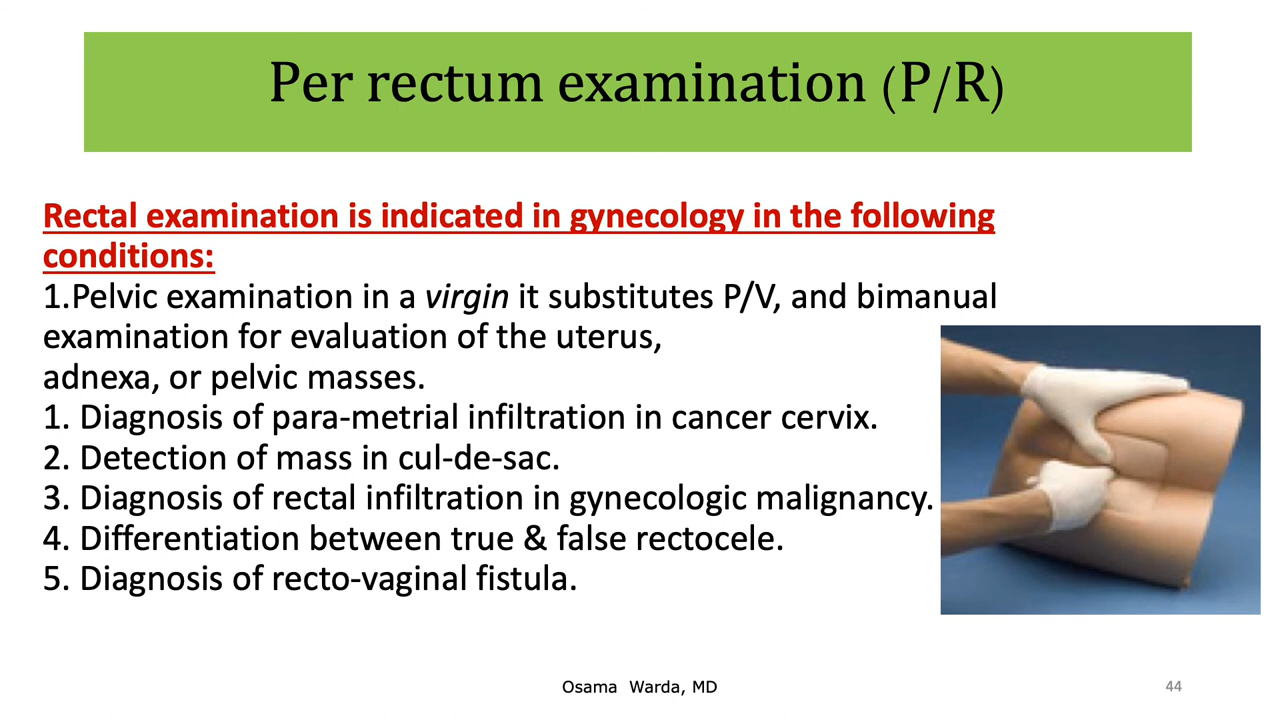 Per rectum examination (P/R)
Rectal examination is indicated in gynecology in the following
conditions:
1.Pelvic examination in a virgin it substitutes P/V, and bimanual
examination for evaluation of the uterus,
adnexa, or pelvic masses.
1. Diagnosis of para-metrial infiltration in cancer cervix.
2. Detection of mass in cul-de-sac.
3. Diagnosis of rectal infiltration in gynecologic malignancy.
4. Differentiation between true & false rectocele.
5. Diagnosis of recto-vaginal fistula.
Osama Warda, MD
44